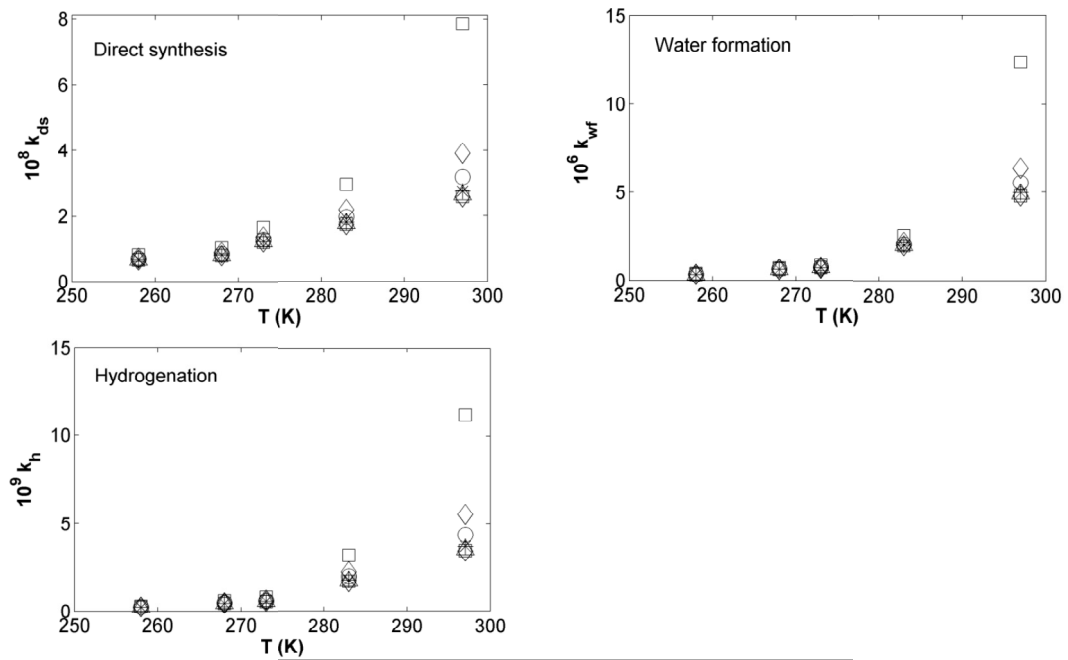 Direct synthesis
10^8 k_ds
8
6
4
2
0
250 260 270 280 290 300
T (K)
Water formation
10^6 k_wf
15
10
5
0
250 260 270 280 290 300
T (K)
Hydrogenation
10^9 k_h
15
10
5
0
250 260 270 280 290 300
T (K)